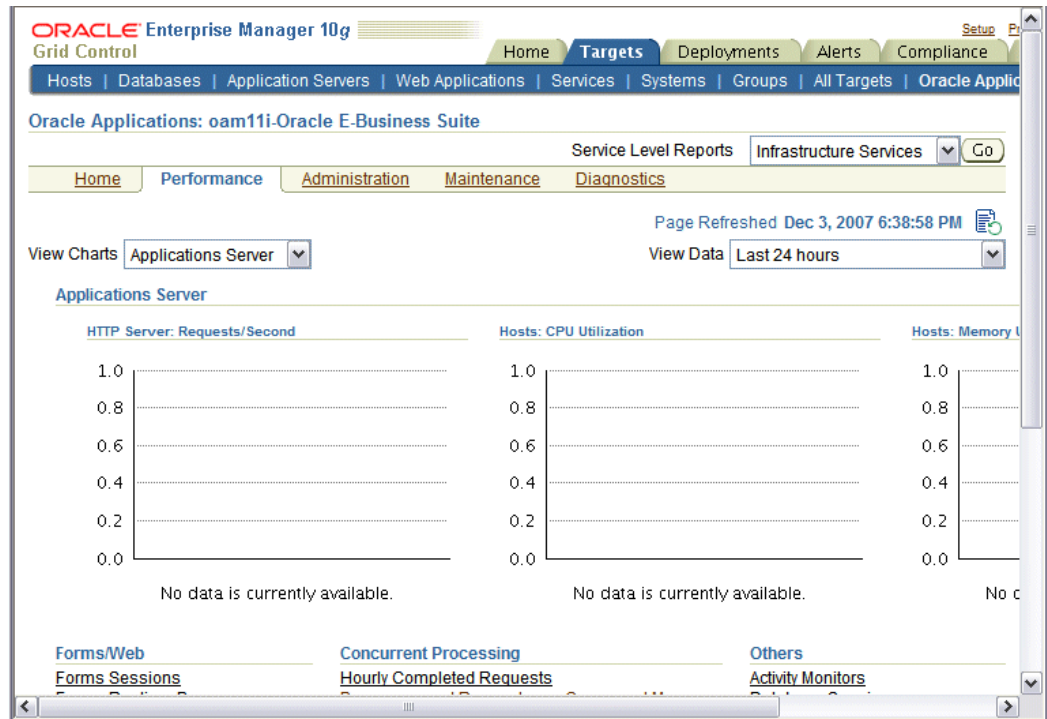 ORACLE Enterprise Manager 10g
Grid Control
Setup
Home Targets Deployments Alerts Compliance
Hosts | Databases | Application Servers | Web Applications | Services | Systems | Groups | All Targets | Oracle Applic
Oracle Applications: oam11i-Oracle E-Business Suite
Service Level Reports Infrastructure Services Go
Home Performance Administration Maintenance Diagnostics
Page Refreshed Dec 3, 2007 6:38:58 PM
View Charts Applications Server View Data Last 24 hours
Applications Server
HTTP Server: Requests/Second Hosts: CPU Utilization Hosts: Memory
1.0 1.0 1.0
0.8 0.8 0.8
0.6 0.6 0.6
0.4 0.4 0.4
0.2 0.2 0.2
0.0 0.0 0.0
No data is currently available. No data is currently available. No
Forms/Web Concurrent Processing Others
Forms Sessions Hourly Completed Requests Activity Monitors